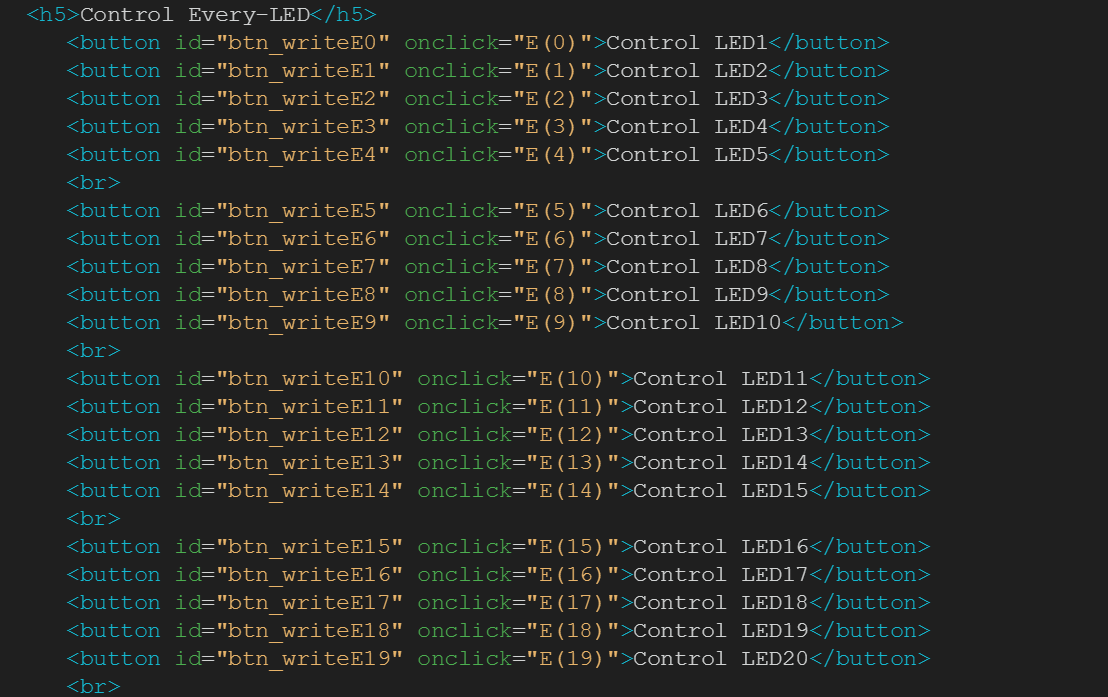 <h5>Control Every-LED</h5>
<button id="btn_writeE0" onclick="E(0)">Control LED1</button>
<button id="btn_writeE1" onclick="E(1)">Control LED2</button>
<button id="btn_writeE2" onclick="E(2)">Control LED3</button>
<button id="btn_writeE3" onclick="E(3)">Control LED4</button>
<button id="btn_writeE4" onclick="E(4)">Control LED5</button>
<br>
<button id="btn_writeE5" onclick="E(5)">Control LED6</button>
<button id="btn_writeE6" onclick="E(6)">Control LED7</button>
<button id="btn_writeE7" onclick="E(7)">Control LED8</button>
<button id="btn_writeE8" onclick="E(8)">Control LED9</button>
<button id="btn_writeE9" onclick="E(9)">Control LED10</button>
<br>
<button id="btn_writeE10" onclick="E(10)">Control LED11</button>
<button id="btn_writeE11" onclick="E(11)">Control LED12</button>
<button id="btn_writeE12" onclick="E(12)">Control LED13</button>
<button id="btn_writeE13" onclick="E(13)">Control LED14</button>
<button id="btn_writeE14" onclick="E(14)">Control LED15</button>
<br>
<button id="btn_writeE15" onclick="E(15)">Control LED16</button>
<button id="btn_writeE16" onclick="E(16)">Control LED17</button>
<button id="btn_writeE17" onclick="E(17)">Control LED18</button>
<button id="btn_writeE18" onclick="E(18)">Control LED19</button>
<button id="btn_writeE19" onclick="E(19)">Control LED20</button>
<br>